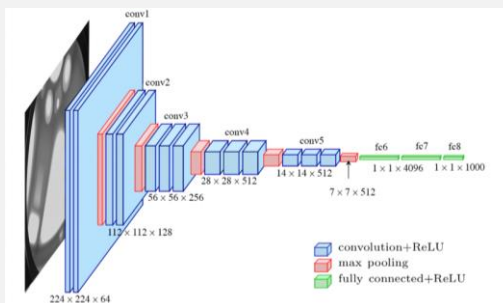 conv1
conv2
conv3
conv4
conv5
fc6
fc7
fc8
1 × 1 × 4096
1 × 1 × 1000
28 × 28 × 512
14 × 14 × 512
7 × 7 × 512
56 × 56 × 256
112 × 112 × 128
224 × 224 × 64
convolution+ReLU
max pooling
fully connected+ReLU